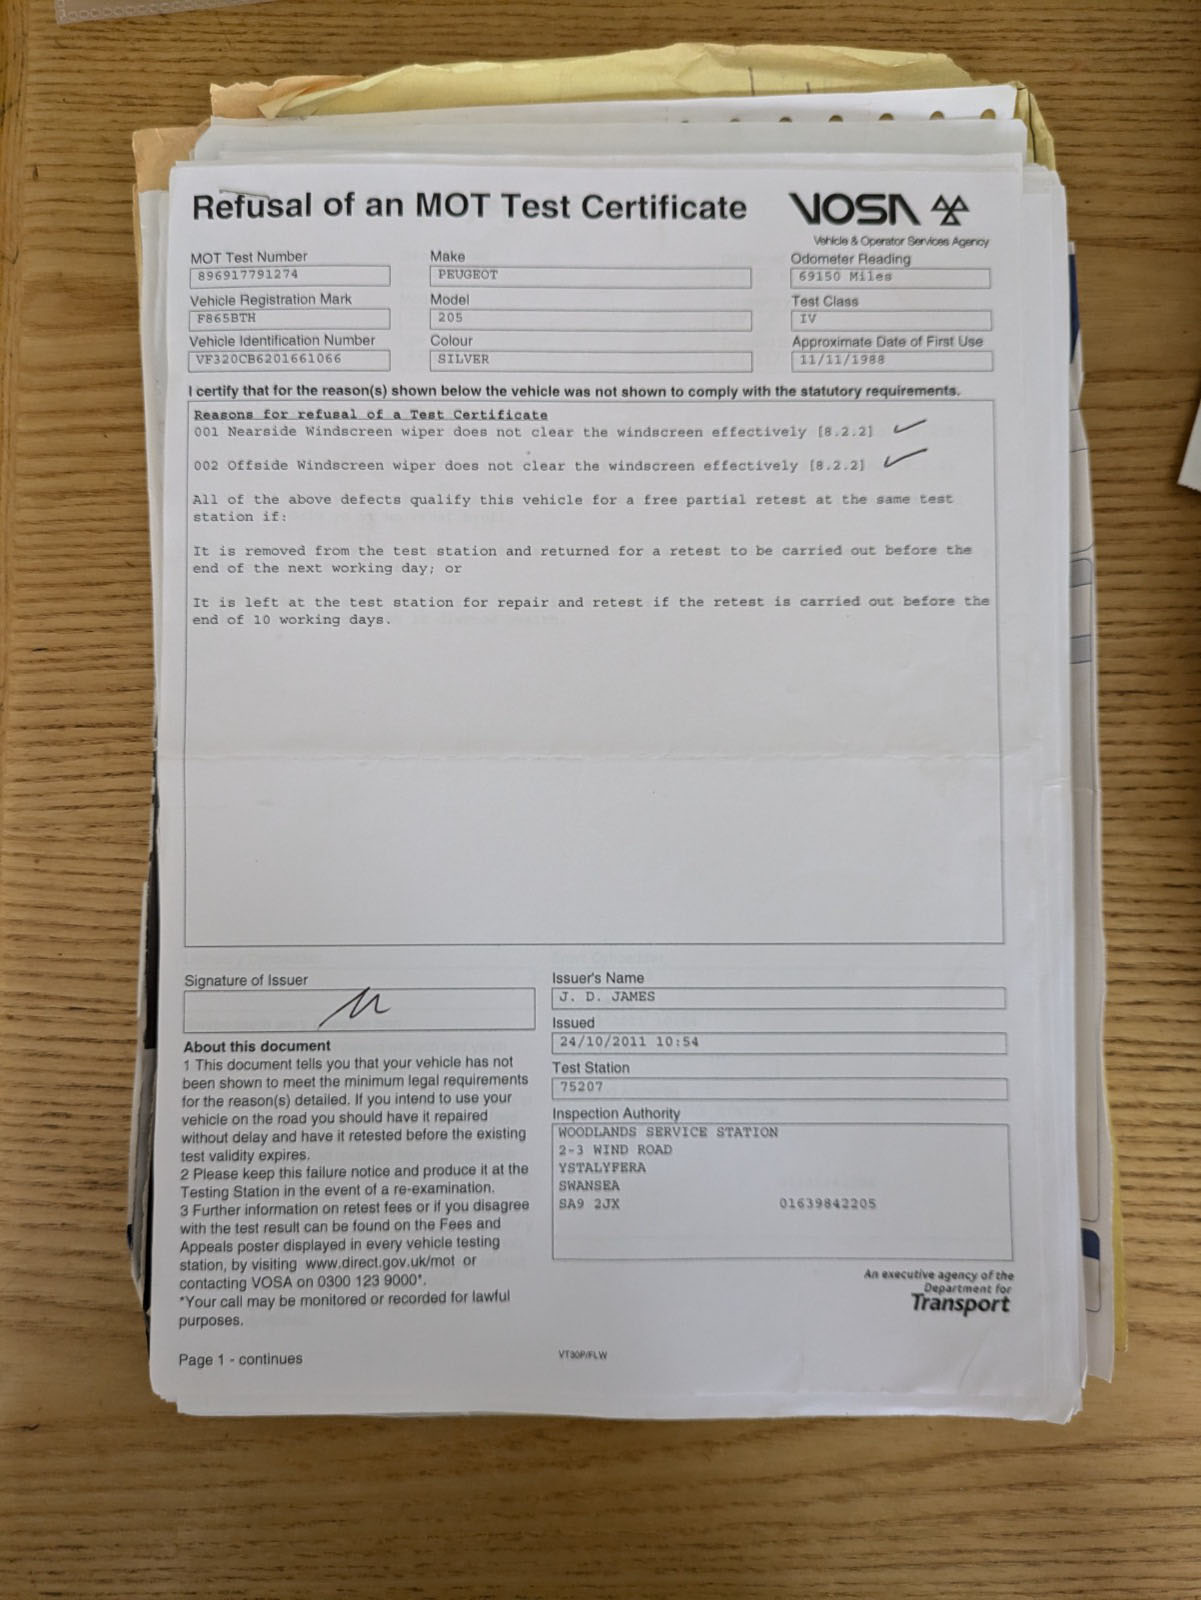 Refusal of an MOT Test Certificate
VOSA
Vehicle & Operator Services Agency
MOT Test Number
896917791274
Make
PEUGEOT
Odometer Reading
69150 Miles
Vehicle Registration Mark
F865BTH
Model
205
Test Class
IV
Vehicle Identification Number
VF320CB6201661066
Colour
SILVER
Approximate Date of First Use
11/11/1988
I certify that for the reason(s) shown below the vehicle was not shown to comply with the statutory requirements.
Reasons for refusal of a Test Certificate
001 Nearside Windscreen wiper does not clear the windscreen effectively [8.2.2]
002 Offside Windscreen wiper does not clear the windscreen effectively [8.2.2]
All of the above defects qualify this vehicle for a free partial retest at the same test
station if:
It is removed from the test station and returned for a retest to be carried out before the
end of the next working day; or
It is left at the test station for repair and retest if the retest is carried out before the
end of 10 working days.
Signature of Issuer
Issuer's Name
J. D. JAMES
Issued
24/10/2011 10:54
Test Station
75207
Inspection Authority
WOODLANDS SERVICE STATION
2-3 WIND ROAD
YSTALYFERA
SWANSEA
SA9 2JX 01639842205
About this document
1 This document tells you that your vehicle has not
been shown to meet the minimum legal requirements
for the reason(s) detailed. If you intend to use your
vehicle on the road you should have it repaired
without delay and have it retested before the existing
test validity expires.
2 Please keep this failure notice and produce it at the
Testing Station in the event of a re-examination.
3 Further information on retest fees or if you disagree
with the test result can be found on the Fees and
Appeals poster displayed in every vehicle testing
station, by visiting www.direct.gov.uk/mot or
contacting VOSA on 0300 123 9000*.
*Your call may be monitored or recorded for lawful
purposes.
An executive agency of the
Department for
Transport
Page 1 - continues
VT30P/FLW